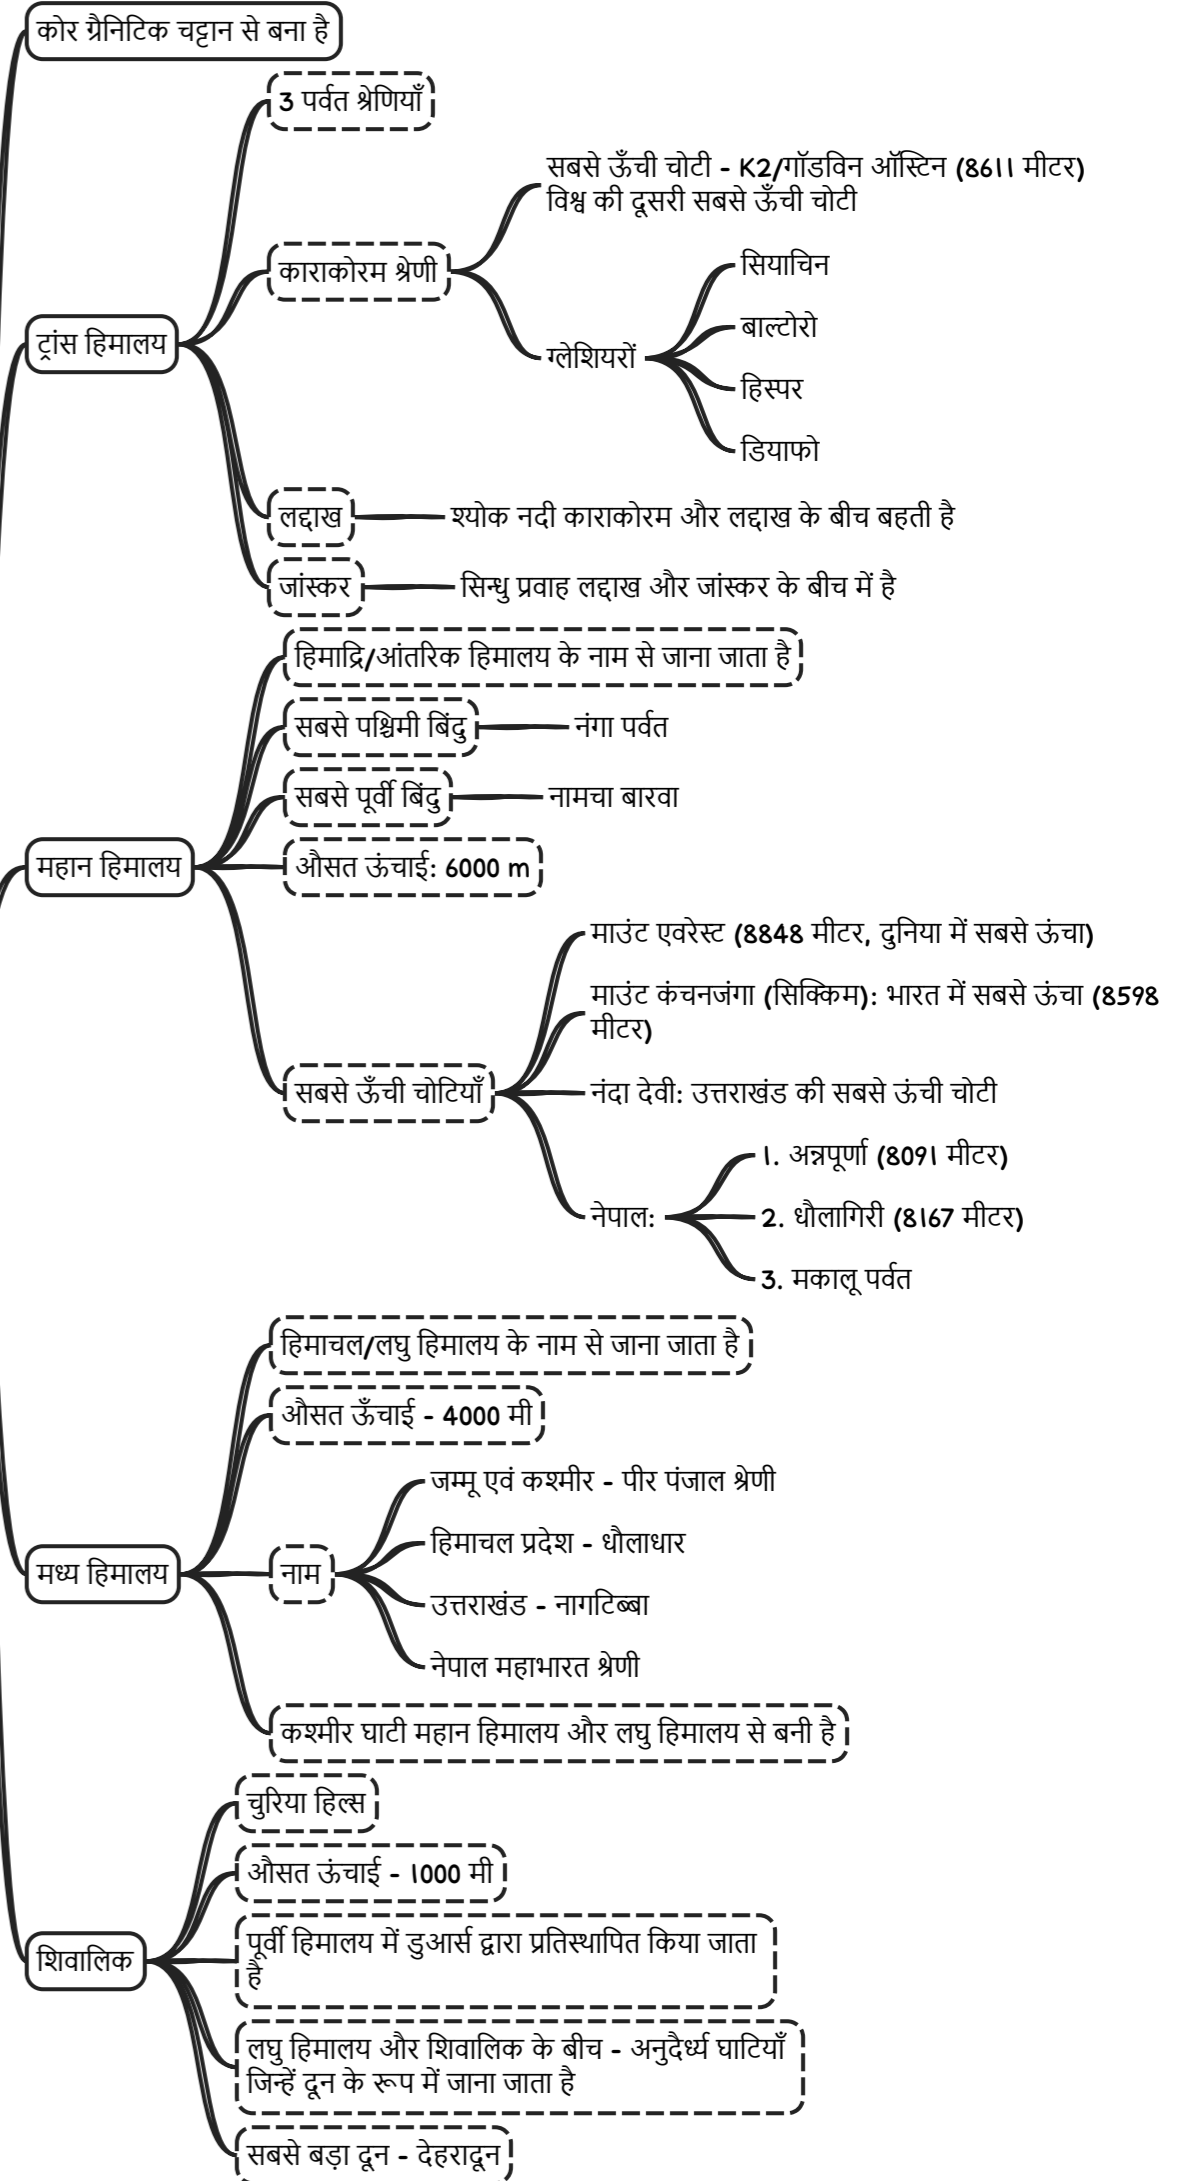 कोर ग्रैनिटिक चट्टान से बना है
ट्रांस हिमालय
3 पर्वत श्रेणियाँ
काराकोरम श्रेणी
सबसे ऊँची चोटी - K2/गॉडविन ऑस्टिन (8611 मीटर)
विश्व की दूसरी सबसे ऊँची चोटी
ग्लेशियरों
सियाचिन
बाल्टोरो
हिस्पर
डियाफो
लद्दाख
श्योक नदी काराकोरम और लद्दाख के बीच बहती है
जांस्कर
सिन्धु प्रवाह लद्दाख और जांस्कर के बीच में है
महान हिमालय
हिमाद्रि/आंतरिक हिमालय के नाम से जाना जाता है
सबसे पश्चिमी बिंदु
नंगा पर्वत
सबसे पूर्वी बिंदु
नामचा बारवा
औसत ऊंचाई: 6000 m
सबसे ऊँची चोटियाँ
माउंट एवरेस्ट (8848 मीटर, दुनिया में सबसे ऊंचा)
माउंट कंचनजंगा (सिक्किम): भारत में सबसे ऊंचा (8598
मीटर)
नंदा देवी: उत्तराखंड की सबसे ऊंची चोटी
नेपाल:
1. अन्नपूर्णा (8091 मीटर)
2. धौलागिरी (8167 मीटर)
3. मकालू पर्वत
मध्य हिमालय
हिमाचल/लघु हिमालय के नाम से जाना जाता है
औसत ऊँचाई - 4000 मी
नाम
जम्मू एवं कश्मीर - पीर पंजाल श्रेणी
हिमाचल प्रदेश - धौलाधार
उत्तराखंड - नागटिब्बा
नेपाल महाभारत श्रेणी
कश्मीर घाटी महान हिमालय और लघु हिमालय से बनी है
शिवालिक
चुरिया हिल्स
औसत ऊंचाई - 1000 मी
पूर्वी हिमालय में डुआर्स द्वारा प्रतिस्थापित किया जाता
है
लघु हिमालय और शिवालिक के बीच - अनुदैर्ध्य घाटियाँ
जिन्हें दून के रूप में जाना जाता है
सबसे बड़ा दून - देहरादून